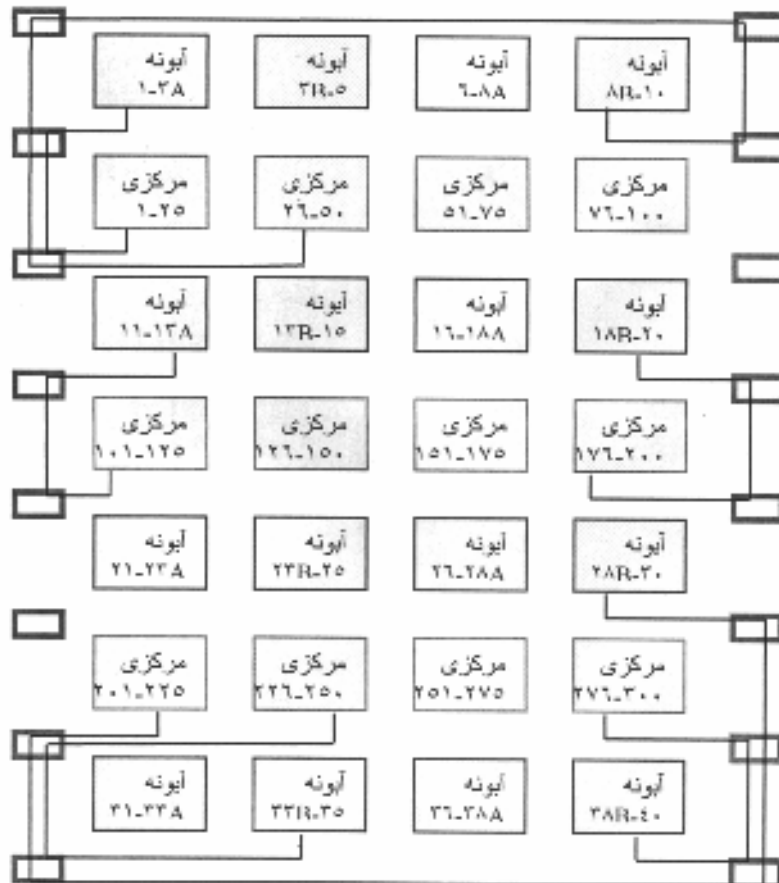 آبونه
۱-۳A
آبونه
۳B-۵
آبونه
۶-۸A
آبونه
۸B-۱۰
مرکزی
۱-۲۵
مرکزی
۲۶-۵۰
مرکزی
۵۱-۷۵
مرکزی
۷۶-۱۰۰
آبونه
۱۱-۱۳A
آبونه
۱۳B-۱۵
آبونه
۱۶-۱۸A
آبونه
۱۸B-۲۰
مرکزی
۱۰۱-۱۲۵
مرکزی
۱۲۶-۱۵۰
مرکزی
۱۵۱-۱۷۵
مرکزی
۱۷۶-۲۰۰
آبونه
۲۱-۲۳A
آبونه
۲۳B-۲۵
آبونه
۲۶-۲۸A
آبونه
۲۸B-۳۰
مرکزی
۲۰۱-۲۲۵
مرکزی
۲۲۶-۲۵۰
مرکزی
۲۵۱-۲۷۵
مرکزی
۲۷۶-۳۰۰
آبونه
۳۱-۳۳A
آبونه
۳۳B-۳۵
آبونه
۳۶-۳۸A
آبونه
۳۸B-٤۰